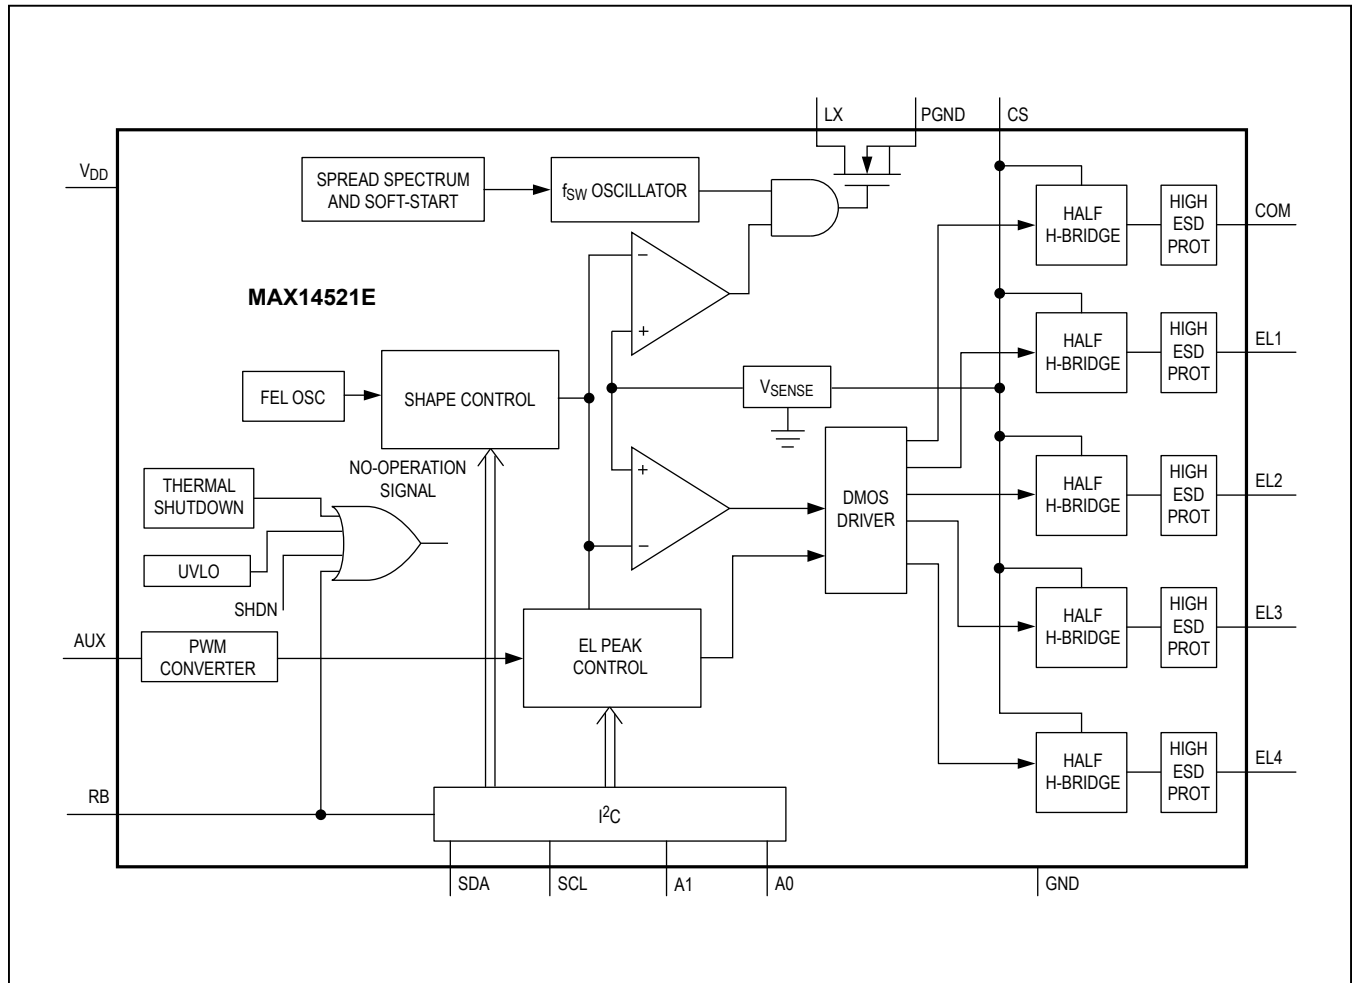 LX
PGND
CS
VDD
SPREAD SPECTRUM
AND SOFT-START
fSW OSCILLATOR
HALF
H-BRIDGE
HIGH
ESD
PROT
COM
−
MAX14521E
+
HALF
H-BRIDGE
HIGH
ESD
PROT
EL1
FEL OSC
SHAPE CONTROL
VSENSE
NO-OPERATION
SIGNAL
THERMAL
SHUTDOWN
+
−
DMOS
DRIVER
HALF
H-BRIDGE
HIGH
ESD
PROT
EL2
UVLO
SHDN
HALF
H-BRIDGE
HIGH
ESD
PROT
EL3
AUX
PWM
CONVERTER
EL PEAK
CONTROL
HALF
H-BRIDGE
HIGH
ESD
PROT
EL4
RB
I2C
SDA
SCL
A1
A0
GND